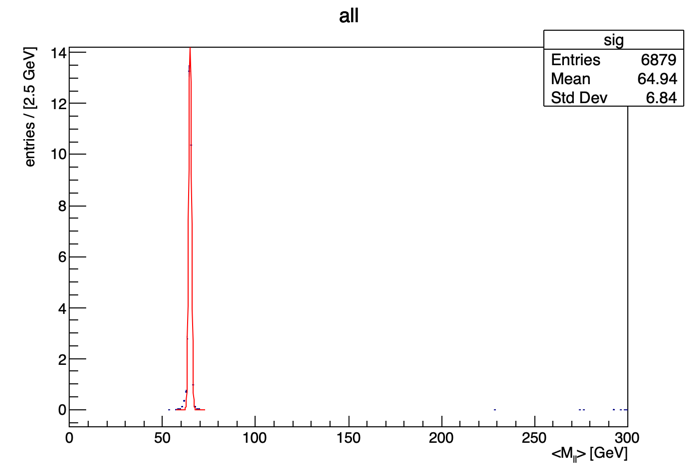 all
sig
Entries 6879
Mean 64.94
Std Dev 6.84
entries / [2.5 GeV]
14
12
10
8
6
4
2
0
0 50 100 150 200 250 300
<M_ll> [GeV]